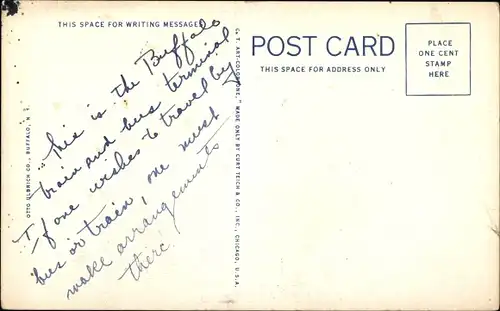 THIS SPACE FOR WRITING MESSAGES
This is the Buffalo
train and bus terminal
If one wishes to travel by
bus or train, one must
make arrangements
there.
OTTO ULBRICH CO., BUFFALO, N. Y.
C. T. ART-COLORTONE," MADE ONLY BY CURT TEICH & CO., INC., CHICAGO, U.S.A.
POST CARD
THIS SPACE FOR ADDRESS ONLY
PLACE
ONE CENT
STAMP
HERE